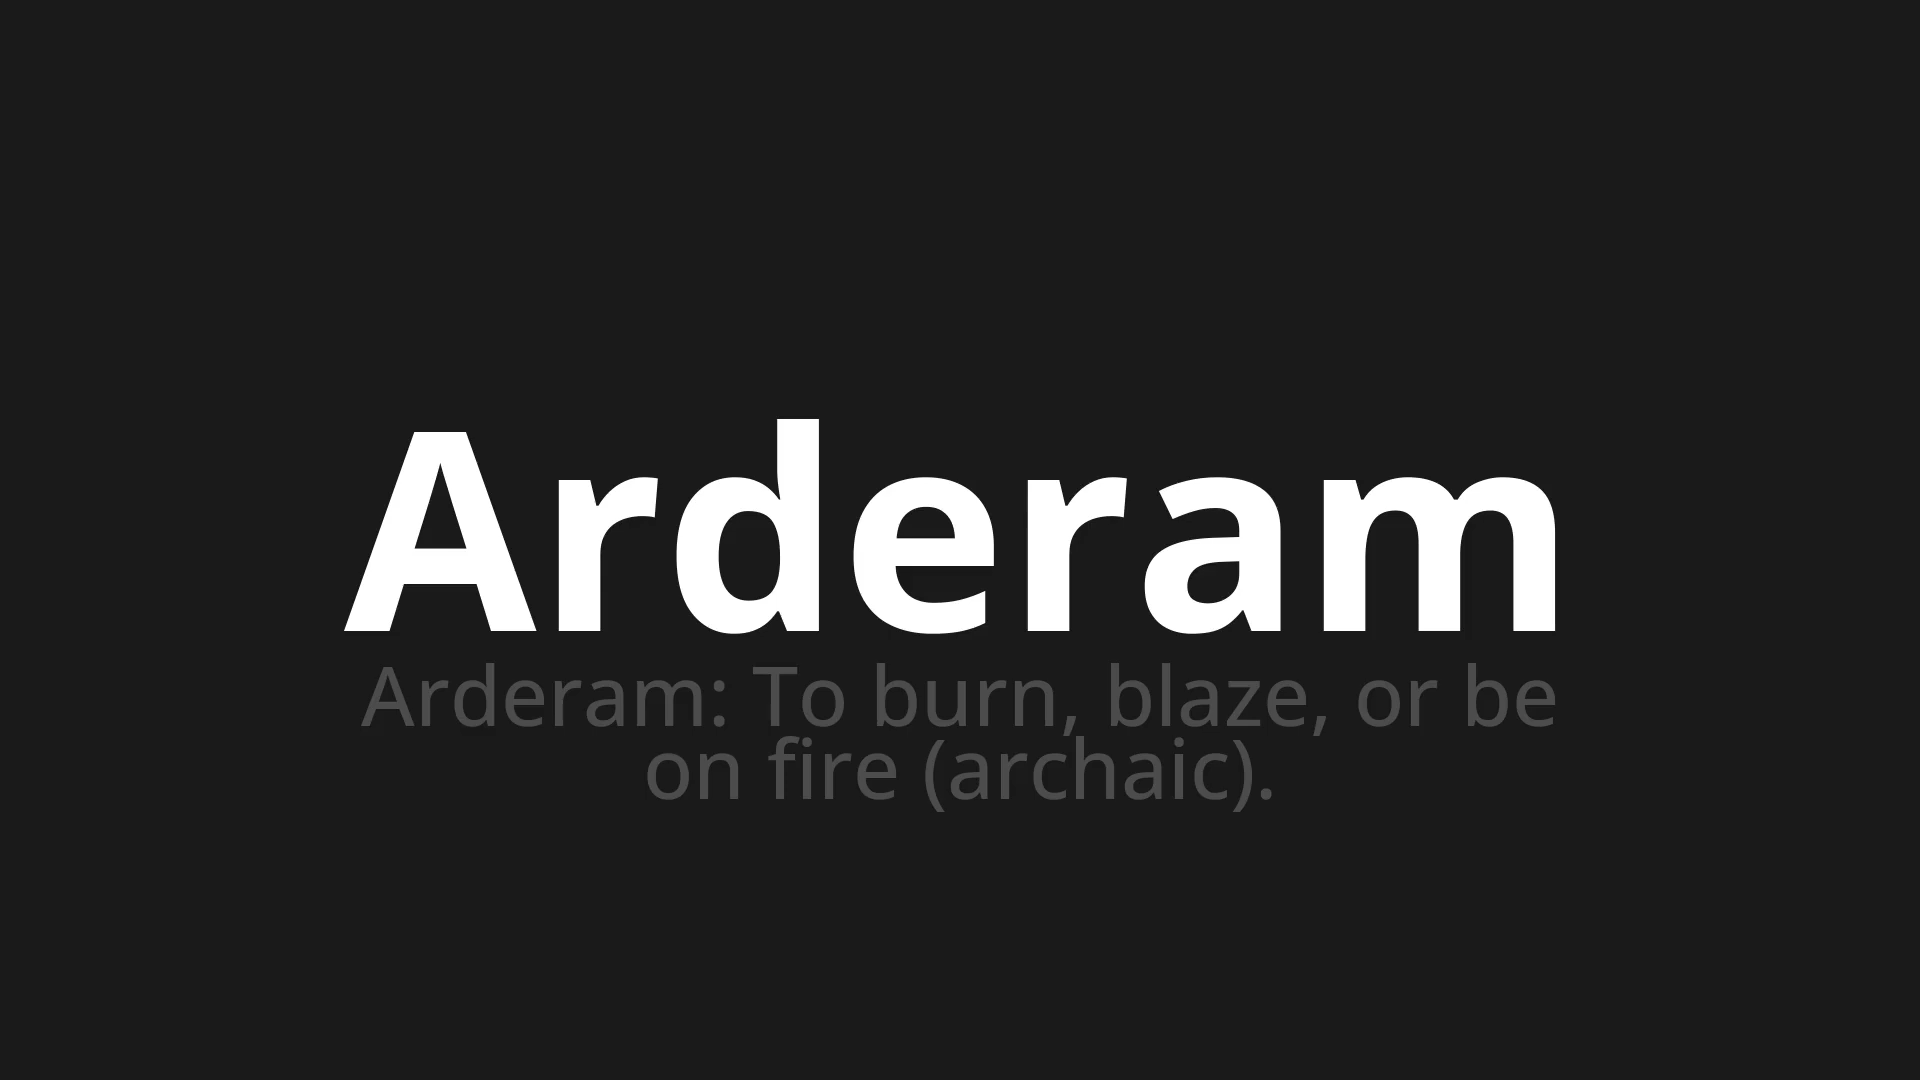 Arderam
Arderam: To burn, blaze, or be
on fire (archaic).